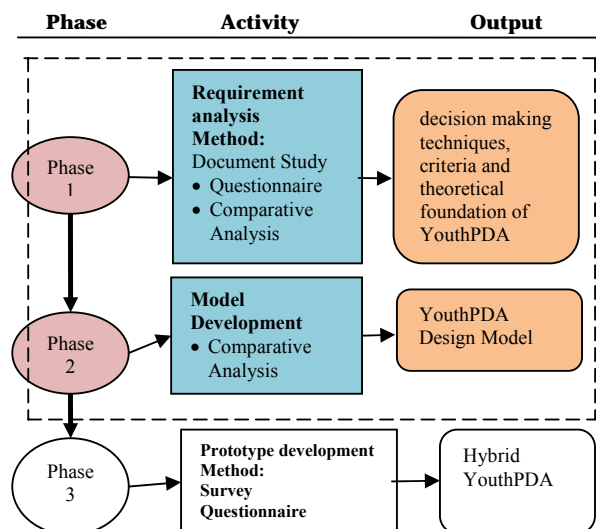 Phase Activity Output
Requirement
analysis
Method:
Document Study
• Questionnaire
• Comparative
Analysis
decision making
techniques,
criteria and
theoretical
foundation of
YouthPDA
Phase
1
Model
Development
• Comparative
Analysis
YouthPDA
Design Model
Phase
2
Prototype development
Method:
Survey
Questionnaire
Hybrid
YouthPDA
Phase
3